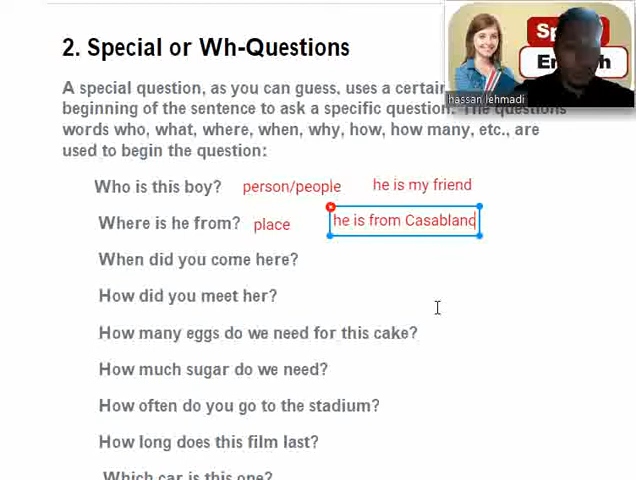 2. Special or Wh-Questions
hassan lehmadi
A special question, as you can guess, uses a certai
beginning of the sentence to ask a specific question. The questions
words who, what, where, when, why, how, how many, etc., are
used to begin the question:
Who is this boy? person/people he is my friend
Where is he from? place he is from Casablanc
When did you come here?
How did you meet her?
How many eggs do we need for this cake?
How much sugar do we need?
How often do you go to the stadium?
How long does this film last?
Which car is this one?